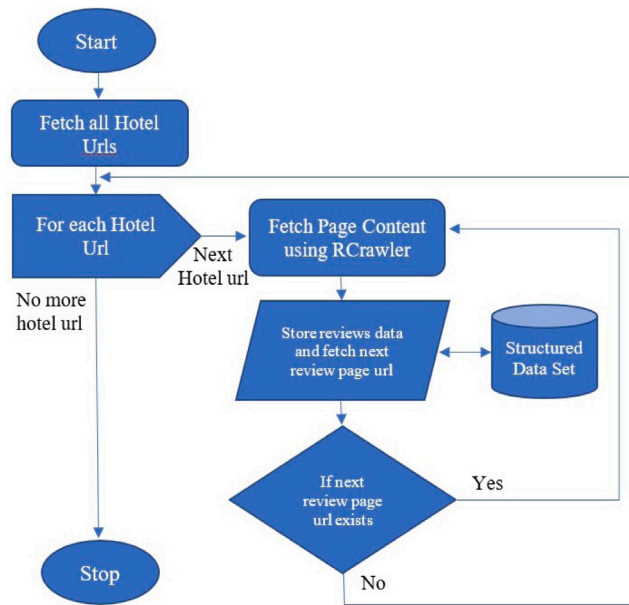 Start
Fetch all Hotel
Urls
For each Hotel
Url
Next
Hotel url
No more
hotel url
Fetch Page Content
using RCrawler
Store reviews data
and fetch next
review page url
Structured
Data Set
If next
review page
url exists
Yes
No
Stop